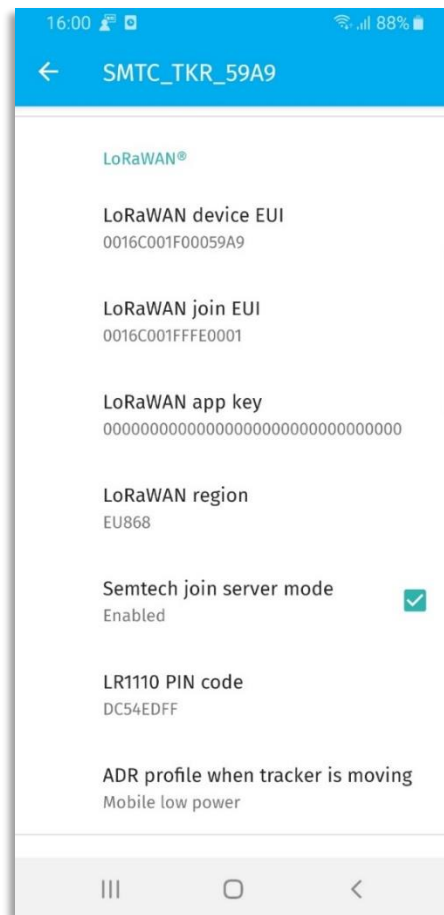 16:00 88%
SMTC_TKR_59A9
LoRaWAN®
LoRaWAN device EUI
0016C001F00059A9
LoRaWAN join EUI
0016C001FFFE0001
LoRaWAN app key
00000000000000000000000000000000
LoRaWAN region
EU868
Semtech join server mode
Enabled
LR1110 PIN code
DC54EDFF
ADR profile when tracker is moving
Mobile low power